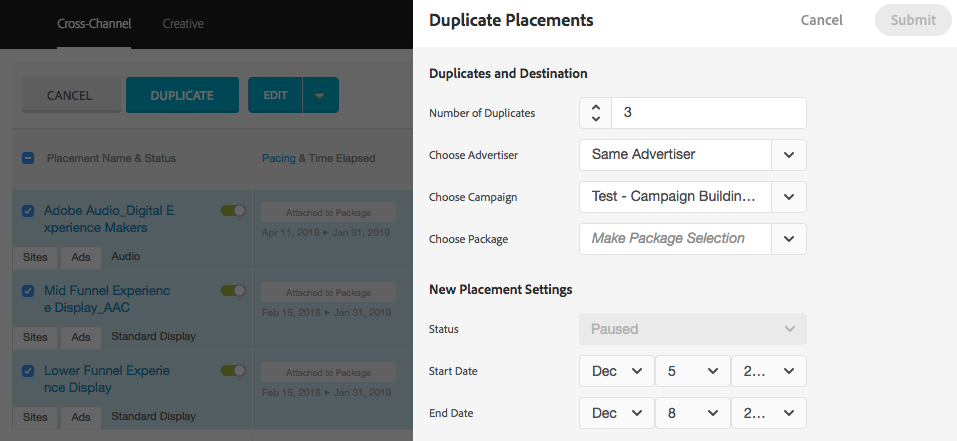 Cross-Channel Creative
CANCEL DUPLICATE EDIT
Placement Name & Status Pacing & Time Elapsed
Adobe Audio_Digital E
xperience Makers
Attached to Package
Apr 11, 2018 ▸ Jan 31, 2019
Sites Ads Audio
Mid Funnel Experienc
e Display_AAC
Attached to Package
Feb 15, 2018 ▸ Jan 31, 2019
Sites Ads Standard Display
Lower Funnel Experie
nce Display
Attached to Package
Feb 15, 2018 ▸ Jan 31, 2019
Sites Ads Standard Display
Duplicate Placements Cancel Submit
Duplicates and Destination
Number of Duplicates 3
Choose Advertiser Same Advertiser
Choose Campaign Test - Campaign Buildin...
Choose Package Make Package Selection
New Placement Settings
Status Paused
Start Date Dec 5 2...
End Date Dec 8 2...